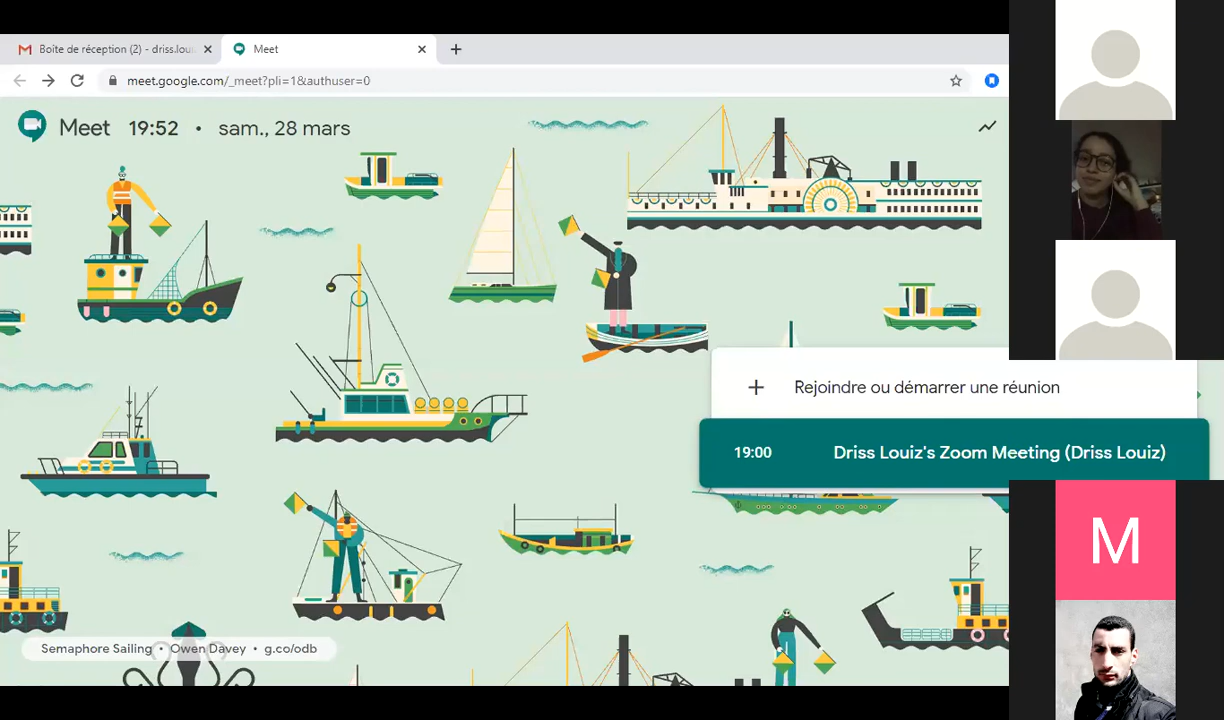 Boîte de réception (2) - driss.lou
Meet
meet.google.com/_meet?pli=1&authuser=0
Meet 19:52 • sam., 28 mars
Rejoindre ou démarrer une réunion
19:00 Driss Louiz's Zoom Meeting (Driss Louiz)
M
Semaphore Sailing • Owen Davey • g.co/odb